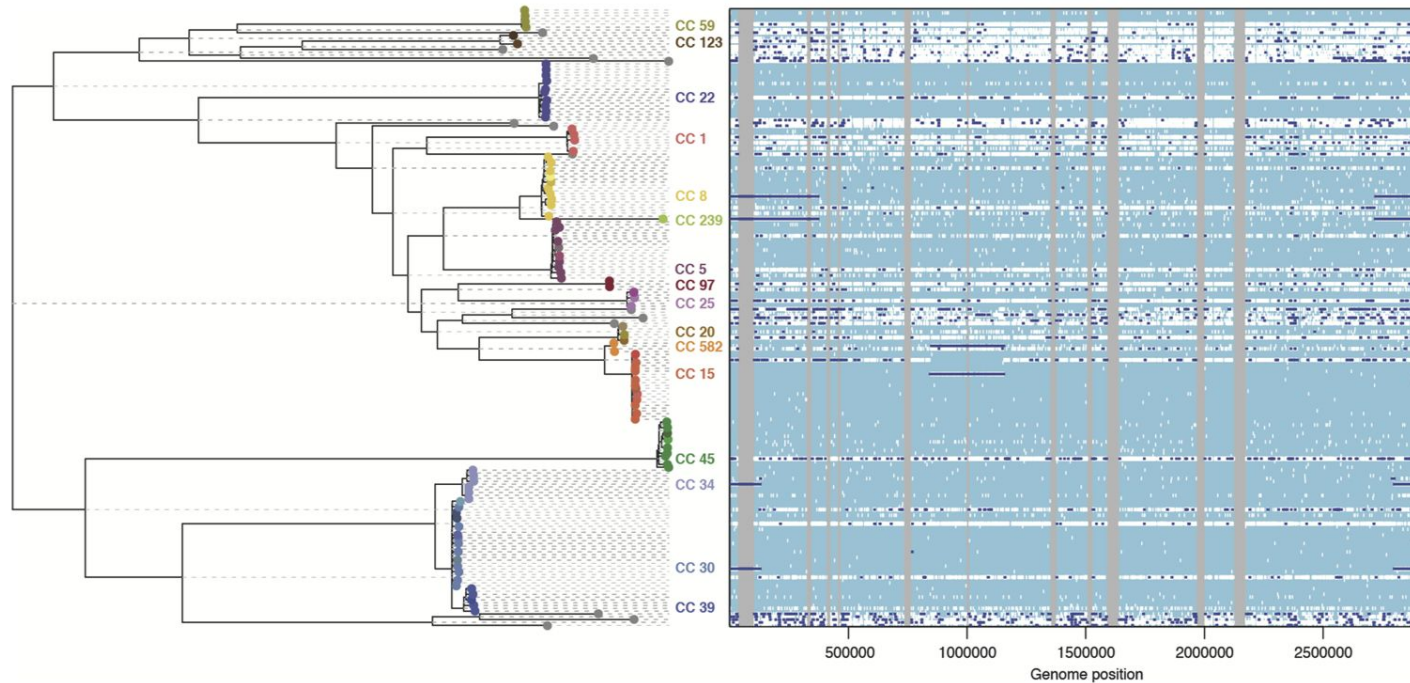 CC 59
CC 123
CC 22
CC 1
CC 8
CC 239
CC 5
CC 97
CC 25
CC 20
CC 582
CC 15
CC 45
CC 34
CC 30
CC 39
500000 1000000 1500000 2000000 2500000
Genome position